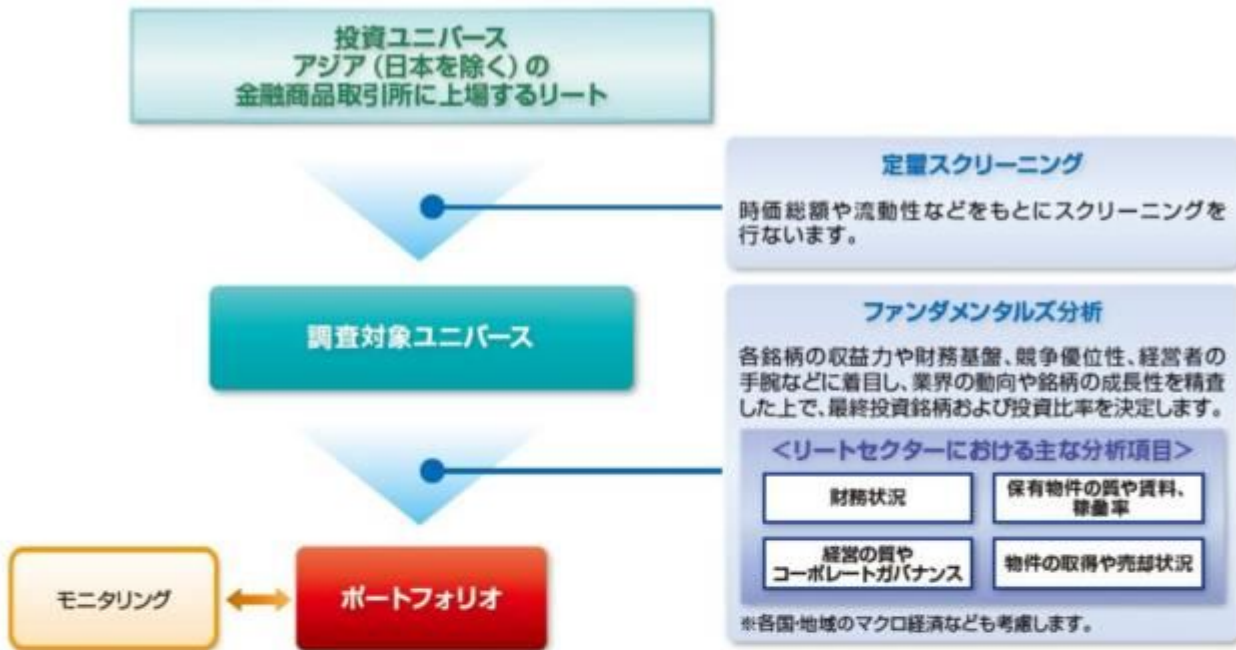 投資ユニバース
アジア（日本を除く）の
金融商品取引所に上場するリート
定量スクリーニング
時価総額や流動性などをもとにスクリーニングを
行ないます。
調査対象ユニバース
ファンダメンタルズ分析
各銘柄の収益力や財務基盤、競争優位性、経営者の
手腕などに着目し、業界の動向や銘柄の成長性を精査
した上で、最終投資銘柄および投資比率を決定します。
＜リートセクターにおける主な分析項目＞
財務状況
保有物件の質や賃料、
稼働率
経営の質や
コーポレートガバナンス
物件の取得や売却状況
※各国・地域のマクロ経済なども考慮します。
モニタリング
ポートフォリオ